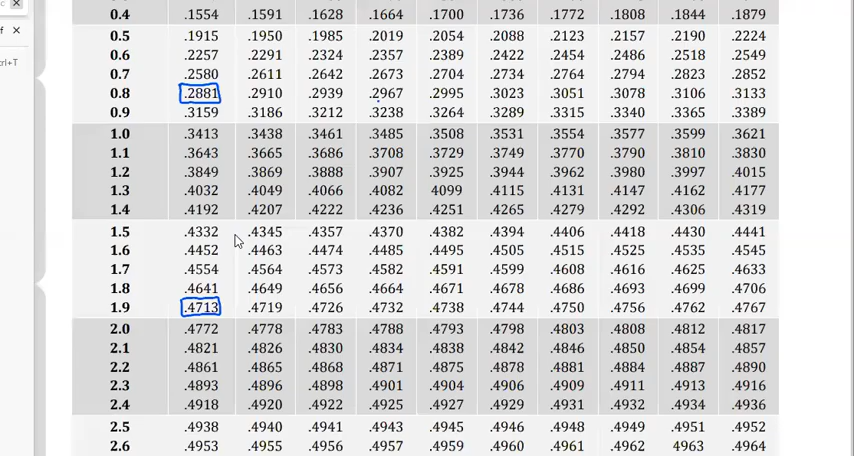 f
ctrl+T
0.4 .1554 .1591 .1628 .1664 .1700 .1736 .1772 .1808 .1844 .1879
0.5 .1915 .1950 .1985 .2019 .2054 .2088 .2123 .2157 .2190 .2224
0.6 .2257 .2291 .2324 .2357 .2389 .2422 .2454 .2486 .2518 .2549
0.7 .2580 .2611 .2642 .2673 .2704 .2734 .2764 .2794 .2823 .2852
0.8 .2881 .2910 .2939 .2967 .2995 .3023 .3051 .3078 .3106 .3133
0.9 .3159 .3186 .3212 .3238 .3264 .3289 .3315 .3340 .3365 .3389
1.0 .3413 .3438 .3461 .3485 .3508 .3531 .3554 .3577 .3599 .3621
1.1 .3643 .3665 .3686 .3708 .3729 .3749 .3770 .3790 .3810 .3830
1.2 .3849 .3869 .3888 .3907 .3925 .3944 .3962 .3980 .3997 .4015
1.3 .4032 .4049 .4066 .4082 4099 .4115 .4131 .4147 .4162 .4177
1.4 .4192 .4207 .4222 .4236 .4251 .4265 .4279 .4292 .4306 .4319
1.5 .4332 .4345 .4357 .4370 .4382 .4394 .4406 .4418 .4430 .4441
1.6 .4452 .4463 .4474 .4485 .4495 .4505 .4515 .4525 .4535 .4545
1.7 .4554 .4564 .4573 .4582 .4591 .4599 .4608 .4616 .4625 .4633
1.8 .4641 .4649 .4656 .4664 .4671 .4678 .4686 .4693 .4699 .4706
1.9 .4713 .4719 .4726 .4732 .4738 .4744 .4750 .4756 .4762 .4767
2.0 .4772 .4778 .4783 .4788 .4793 .4798 .4803 .4808 .4812 .4817
2.1 .4821 .4826 .4830 .4834 .4838 .4842 .4846 .4850 .4854 .4857
2.2 .4861 .4865 .4868 .4871 .4875 .4878 .4881 .4884 .4887 .4890
2.3 .4893 .4896 .4898 .4901 .4904 .4906 .4909 .4911 .4913 .4916
2.4 .4918 .4920 .4922 .4925 .4927 .4929 .4931 .4932 .4934 .4936
2.5 .4938 .4940 .4941 .4943 .4945 .4946 .4948 .4949 .4951 .4952
2.6 .4953 .4955 .4956 .4957 .4959 .4960 .4961 .4962 4963 .4964